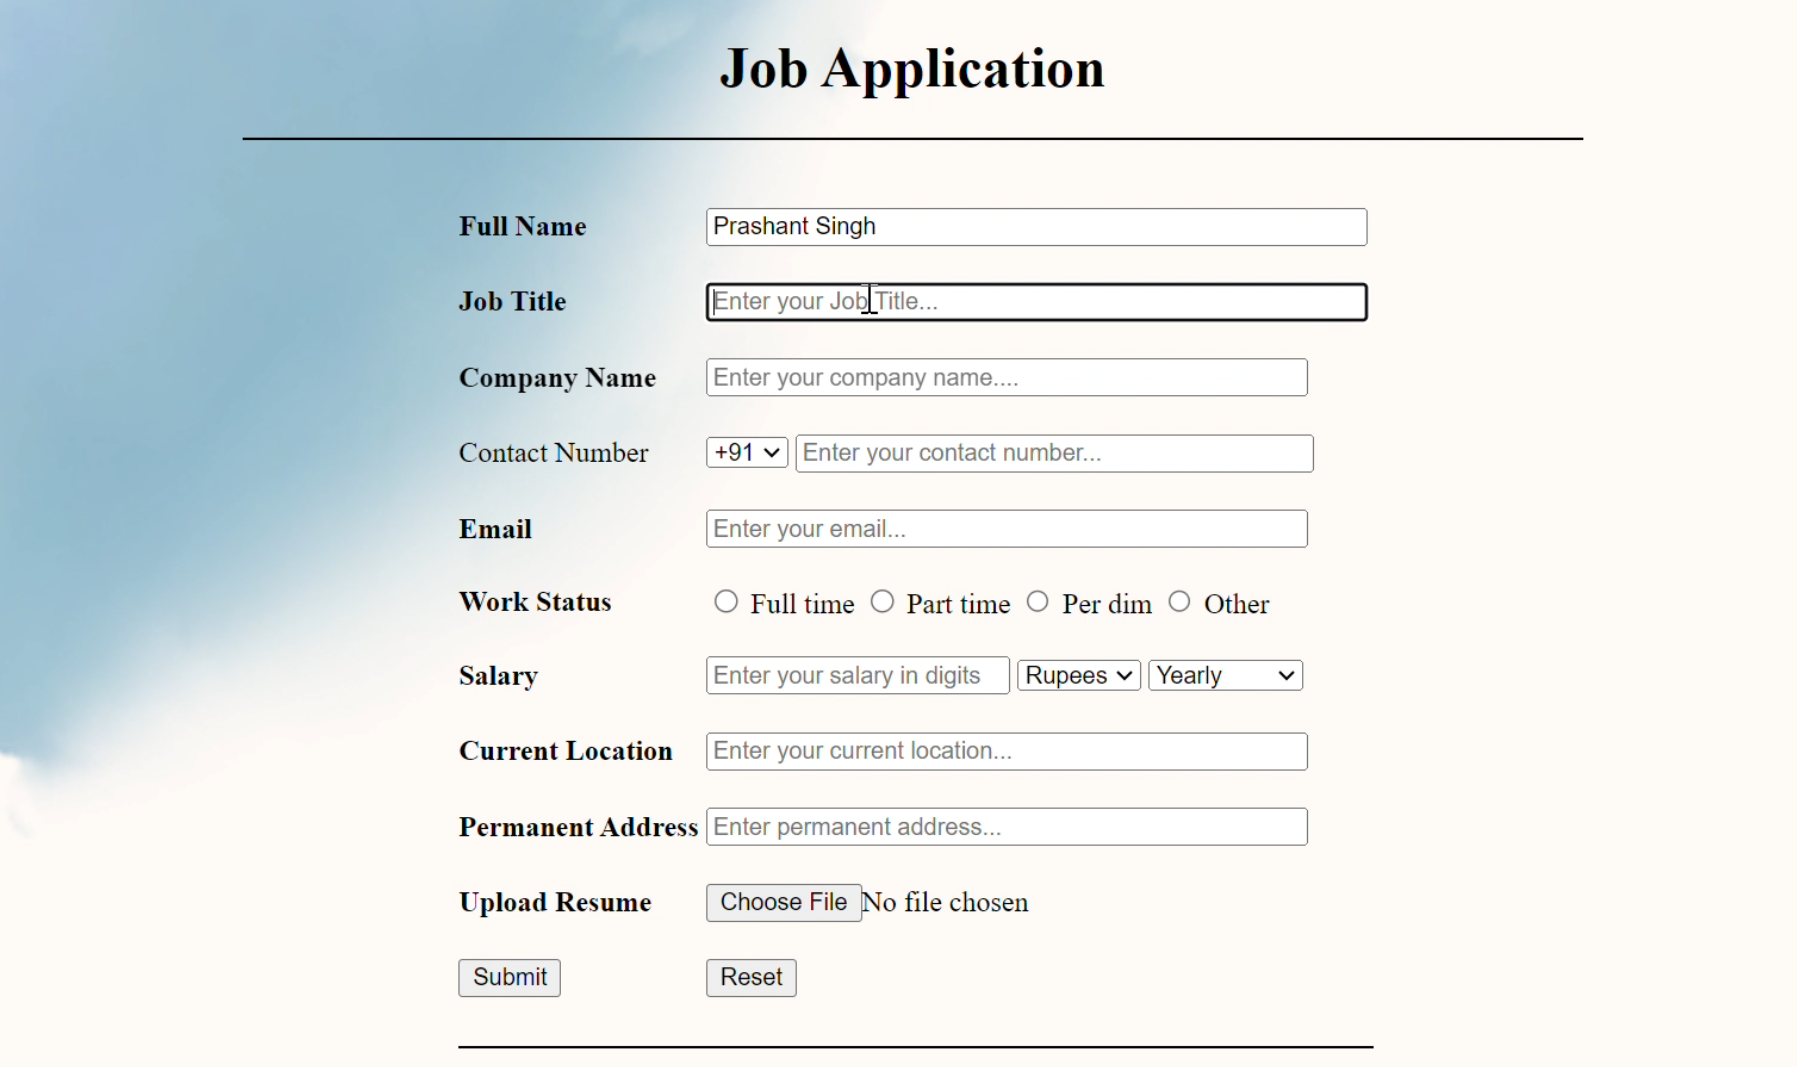 Job Application
Full Name Prashant Singh
Job Title Enter your Job Title...
Company Name Enter your company name....
Contact Number +91 Enter your contact number...
Email Enter your email...
Work Status Full time Part time Per dim Other
Salary Enter your salary in digits Rupees Yearly
Current Location Enter your current location...
Permanent Address Enter permanent address...
Upload Resume Choose File No file chosen
Submit Reset